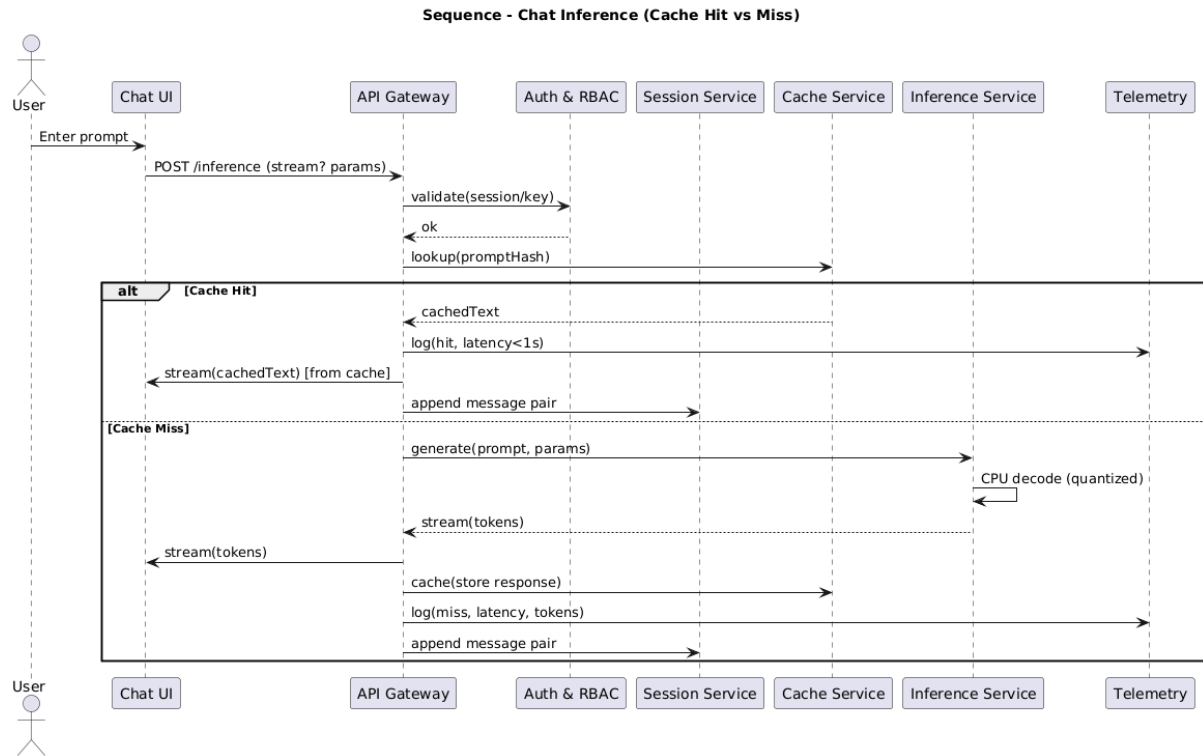 Sequence - Chat Inference (Cache Hit vs Miss)
User
Chat UI
API Gateway
Auth & RBAC
Session Service
Cache Service
Inference Service
Telemetry
Enter prompt
POST /inference (stream? params)
validate(session/key)
ok
lookup(promptHash)
alt
[Cache Hit]
cachedText
log(hit, latency<1s)
stream(cachedText) [from cache]
append message pair
[Cache Miss]
generate(prompt, params)
CPU decode (quantized)
stream(tokens)
stream(tokens)
cache(store response)
log(miss, latency, tokens)
append message pair
User
Chat UI
API Gateway
Auth & RBAC
Session Service
Cache Service
Inference Service
Telemetry